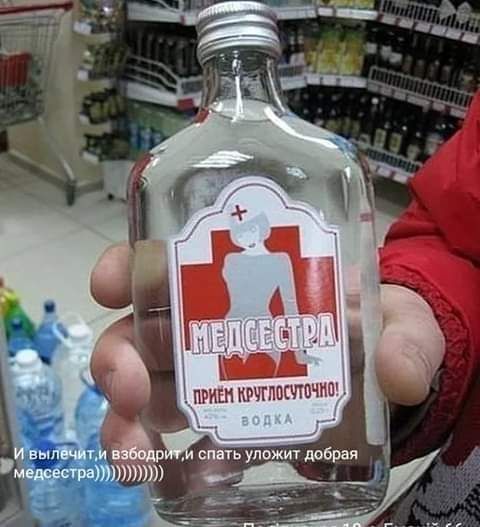 МЕДСЕСТРА
ПРИЁМ КРУГЛОСУТОЧНО!
ВОДКА
И вылечит,и взбодрит,и спать уложит добрая
медсестра)))))))))))))